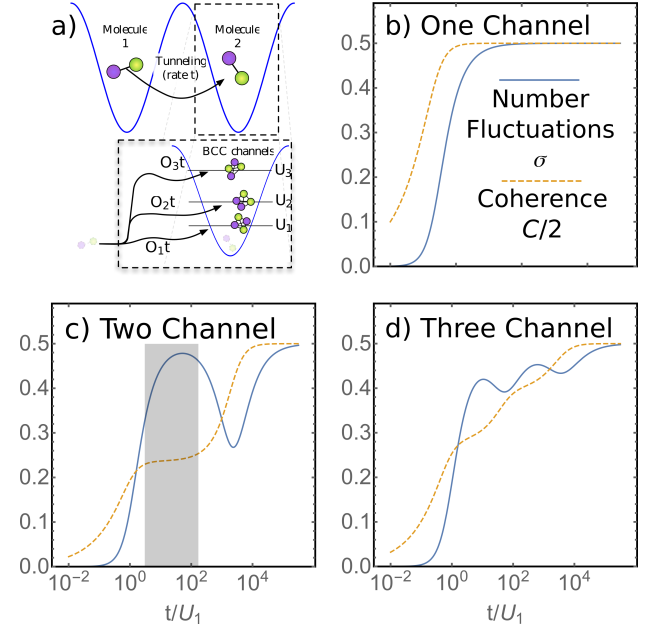 a)
Molecule
1
Molecule
2
Tunneling
(rate t)
BCC channels
O₃t
U₃
O₂t
U₂
O₁t
U₁
b) One Channel
0.5
0.4
0.3
0.2
0.1
0.0
Number
Fluctuations
σ
Coherence
C/2
c) Two Channel
0.5
0.4
0.3
0.2
0.1
0.0
10⁻² 10⁰ 10² 10⁴
t/U₁
d) Three Channel
0.5
0.4
0.3
0.2
0.1
0.0
10⁻² 10⁰ 10² 10⁴
t/U₁